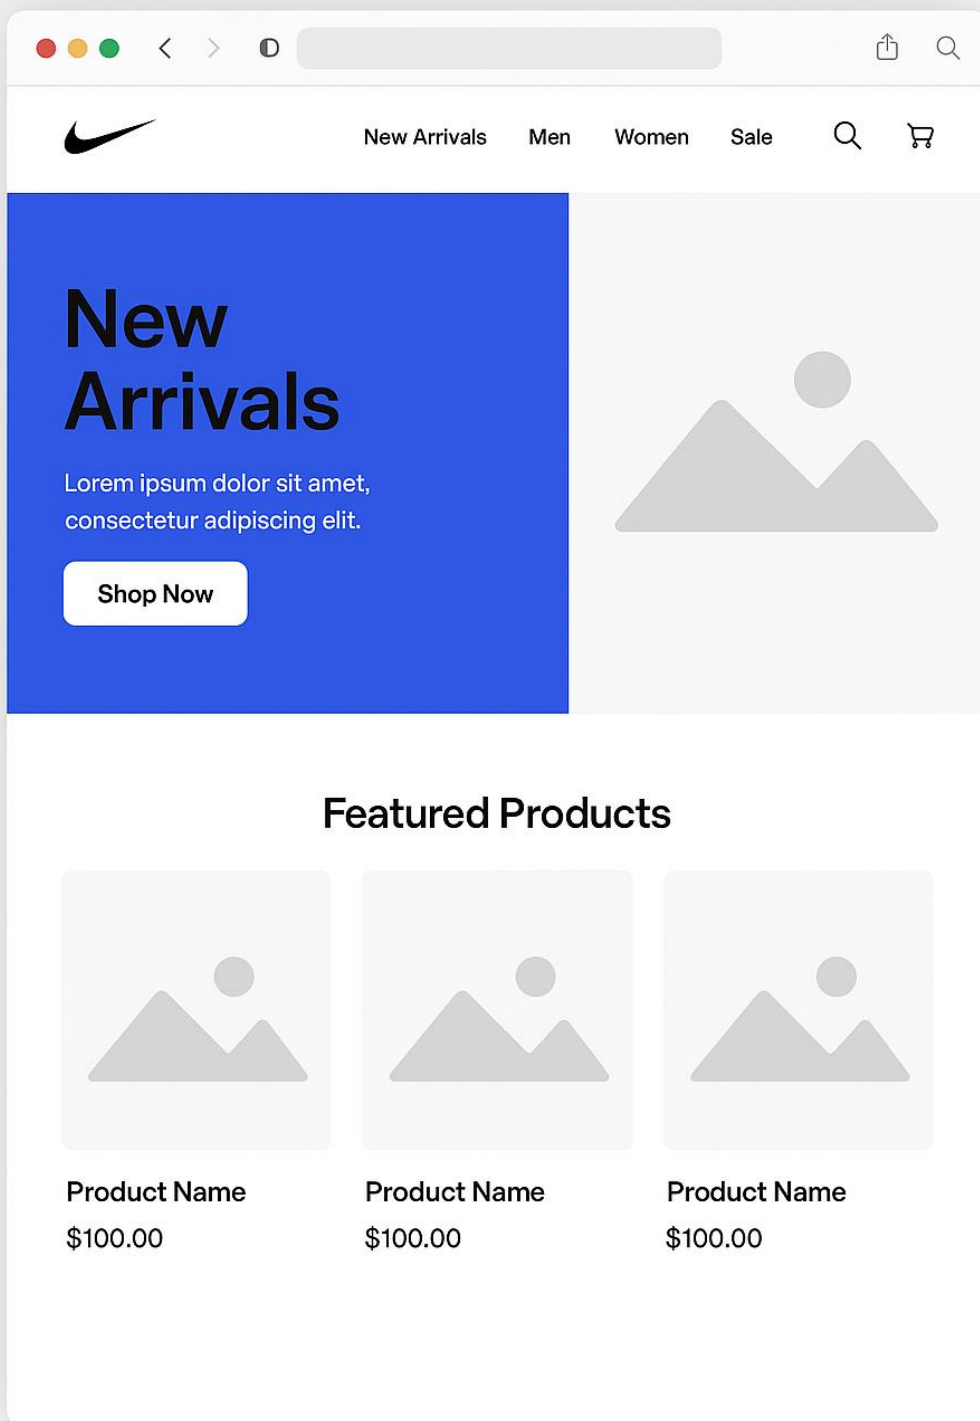 New Arrivals Men Women Sale
New
Arrivals
Lorem ipsum dolor sit amet,
consectetur adipiscing elit.
Shop Now
Featured Products
Product Name Product Name Product Name
$100.00 $100.00 $100.00